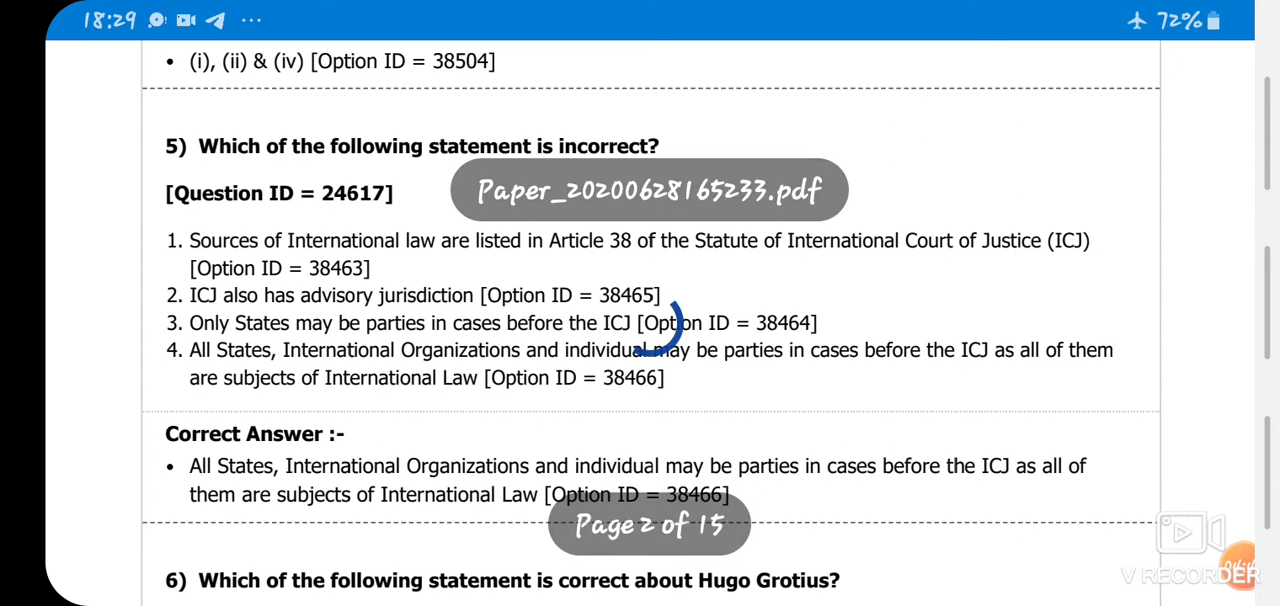 18:29 72%
• (i), (ii) & (iv) [Option ID = 38504]
5) Which of the following statement is incorrect?
Paper_20200628165233.pdf
[Question ID = 24617]
1. Sources of International law are listed in Article 38 of the Statute of International Court of Justice (ICJ)
[Option ID = 38463]
2. ICJ also has advisory jurisdiction [Option ID = 38465]
3. Only States may be parties in cases before the ICJ [Option ID = 38464]
4. All States, International Organizations and individual may be parties in cases before the ICJ as all of them
are subjects of International Law [Option ID = 38466]
Correct Answer :-
• All States, International Organizations and individual may be parties in cases before the ICJ as all of
them are subjects of International Law [Option ID = 38466]
Page 2 of 15
6) Which of the following statement is correct about Hugo Grotius?
V RECORDER